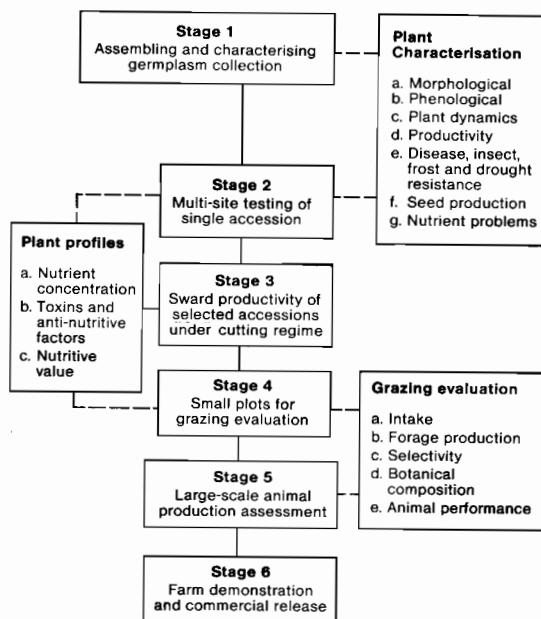 Stage 1
Assembling and characterising
germplasm collection
Plant
Characterisation
a. Morphological
b. Phenological
c. Plant dynamics
d. Productivity
e. Disease, insect,
frost and drought
resistance
f. Seed production
g. Nutrient problems
Stage 2
Multi-site testing of
single accession
Plant profiles
a. Nutrient
concentration
b. Toxins and
anti-nutritive
factors
c. Nutritive
value
Stage 3
Sward productivity of
selected accessions
under cutting regime
Stage 4
Small plots for
grazing evaluation
Grazing evaluation
a. Intake
b. Forage production
c. Selectivity
d. Botanical
composition
e. Animal performance
Stage 5
Large-scale animal
production assessment
Stage 6
Farm demonstration
and commercial release